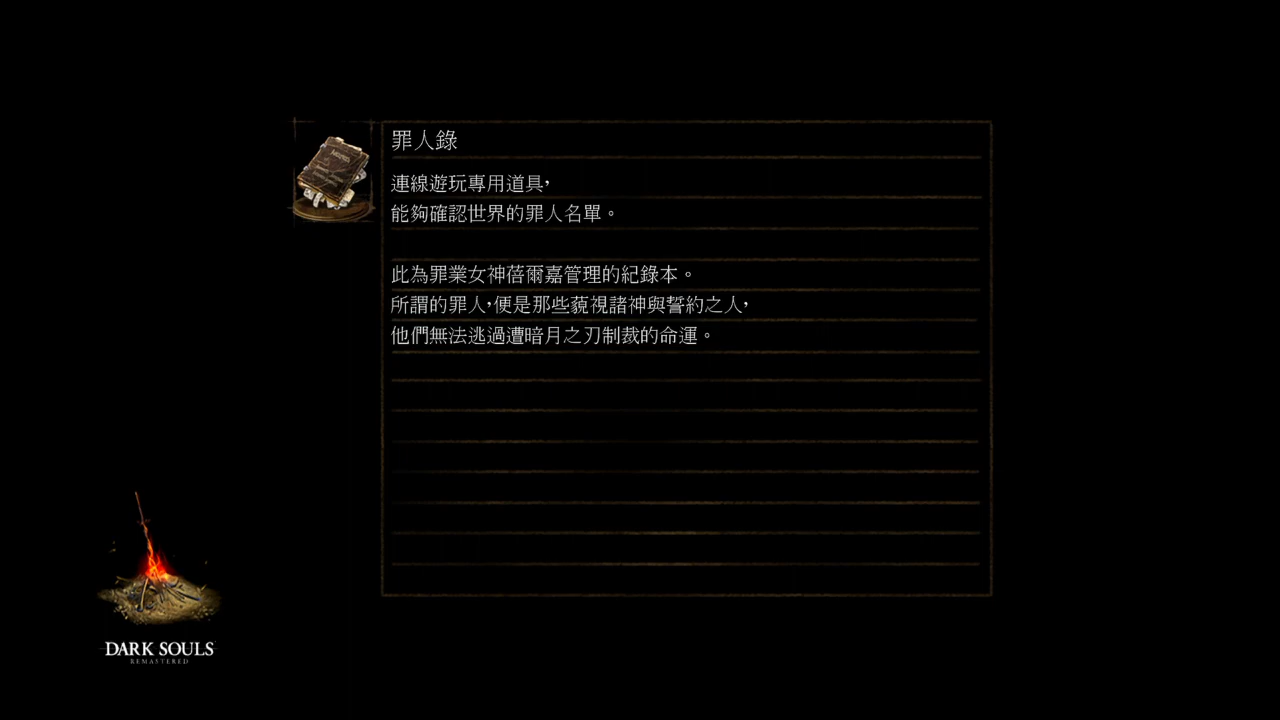 罪人錄
連線遊玩專用道具，
能夠確認世界的罪人名單。
此為罪業女神蓓爾嘉管理的紀錄本。
所謂的罪人，便是那些藐視諸神與誓約之人，
他們無法逃過遭暗月之刃制裁的命運。
DARK SOULS
REMASTERED